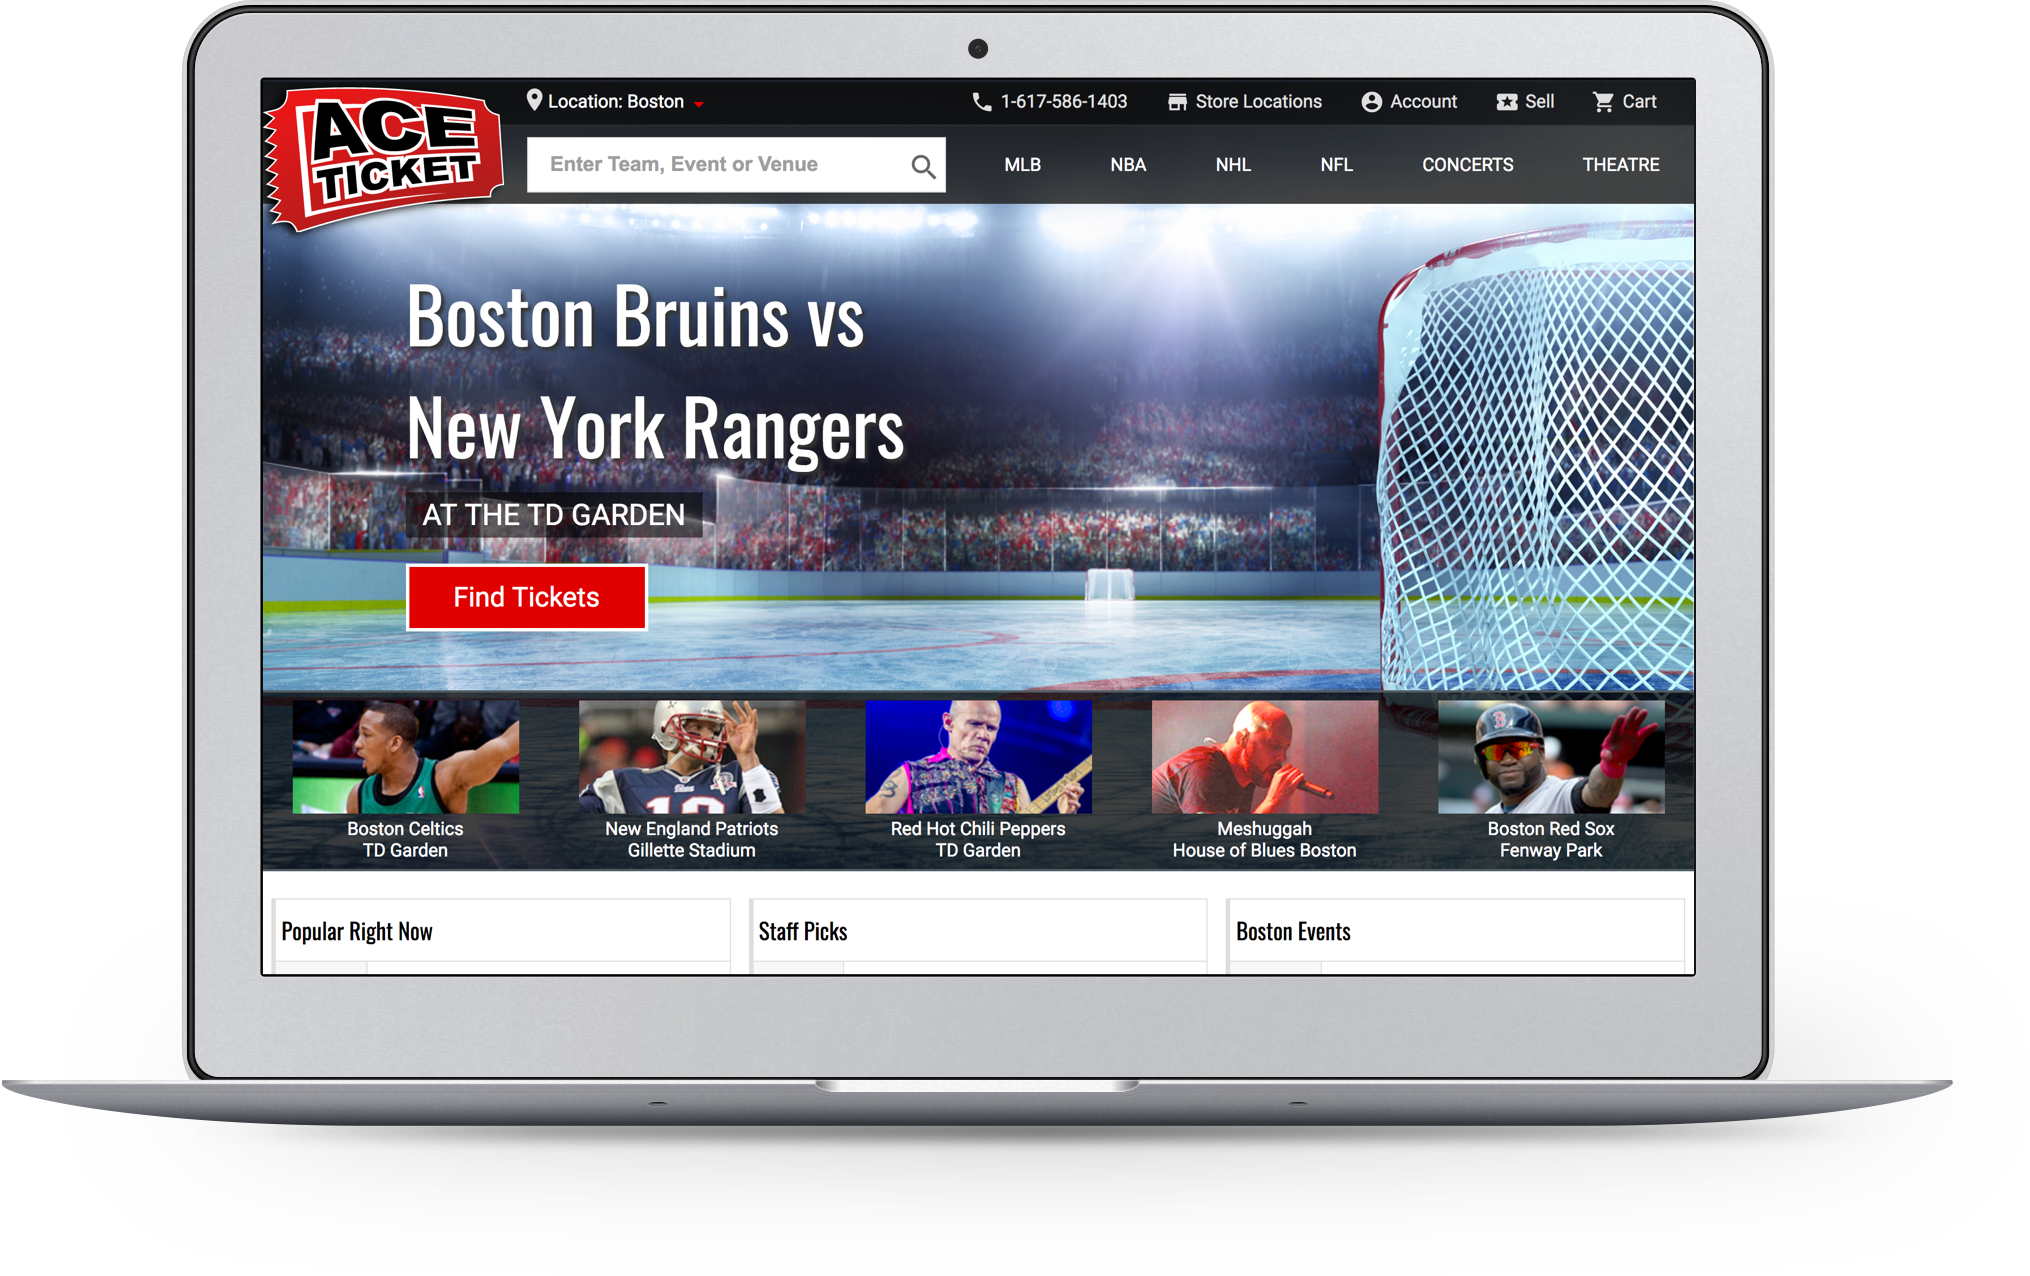 ACE
TICKET
Location: Boston
1-617-586-1403
Store Locations
Account
Sell
Cart
Enter Team, Event or Venue
MLB
NBA
NHL
NFL
CONCERTS
THEATRE
Boston Bruins vs
New York Rangers
AT THE TD GARDEN
Find Tickets
Boston Celtics
TD Garden
New England Patriots
Gillette Stadium
Red Hot Chili Peppers
TD Garden
Meshuggah
House of Blues Boston
Boston Red Sox
Fenway Park
Popular Right Now
Staff Picks
Boston Events